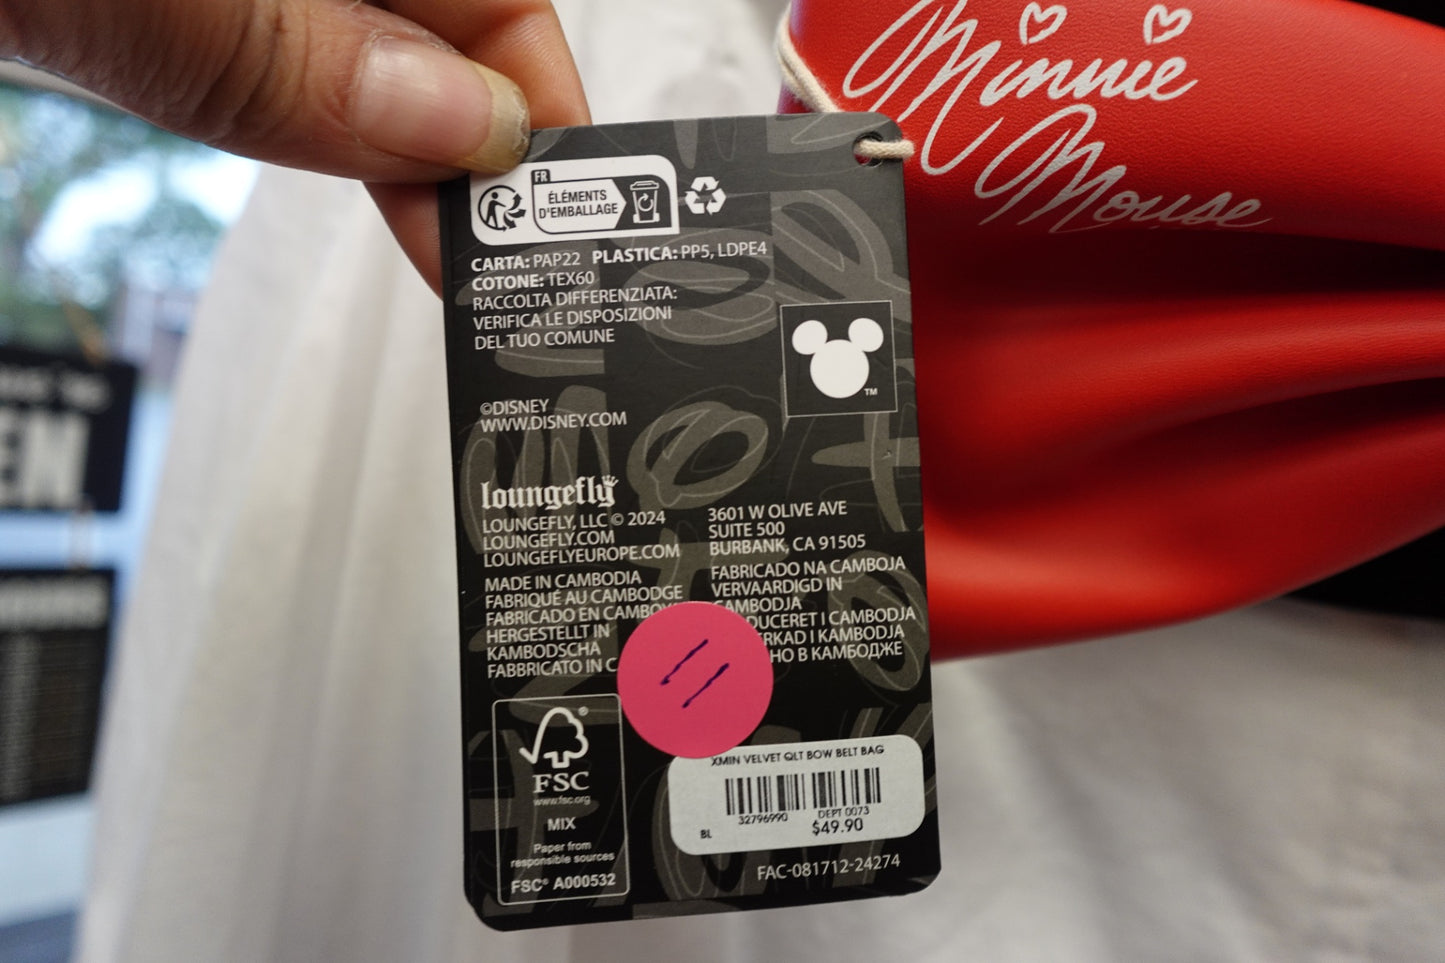 Minnie
Mouse
FR
ÉLÉMENTS
D'EMBALLAGE
CARTA: PAP22 PLASTICA: PP5, LDPE4
COTONE: TEX60
RACCOLTA DIFFERENZIATA:
VERIFICA LE DISPOSIZIONI
DEL TUO COMUNE
TM
©DISNEY
WWW.DISNEY.COM
loungefly
LOUNGEFLY, LLC © 2024
LOUNGEFLY.COM
LOUNGEFLYEUROPE.COM
3601 W OLIVE AVE
SUITE 500
BURBANK, CA 91505
MADE IN CAMBODIA
FABRIQUÉ AU CAMBODGE
FABRICADO EN
HERGESTELLT IN
KAMBODSCHA
FABBRICATO IN
FABRICADO NA CAMBOJA
VERVAARDIGD IN
CAMBODJA
I CAMBODJA
I KAMBODJA
В КАМБОДЖЕ
11
FSC®
www.fsc.org
MIX
Paper from
responsible sources
FSC® A000532
XMIN VELVET QLT BOW BELT BAG
32796990 DEPT 0073
BL $49.90
FAC-081712-24274
EN